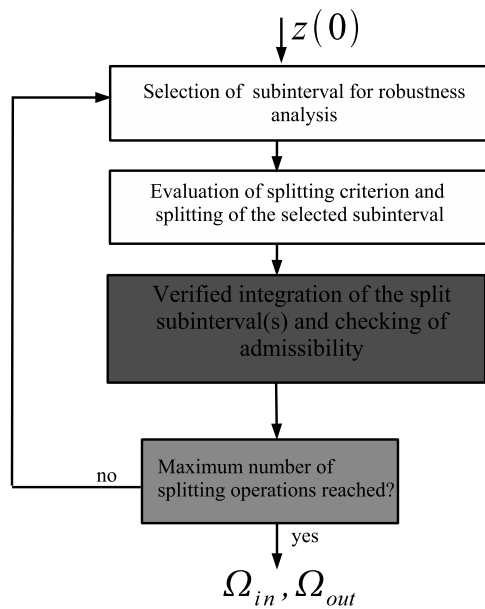 z(0)
Selection of subinterval for robustness
analysis
Evaluation of splitting criterion and
splitting of the selected subinterval
Verified integration of the split
subinterval(s) and checking of
admissibility
Maximum number of
splitting operations reached?
no
yes
Ω_in , Ω_out